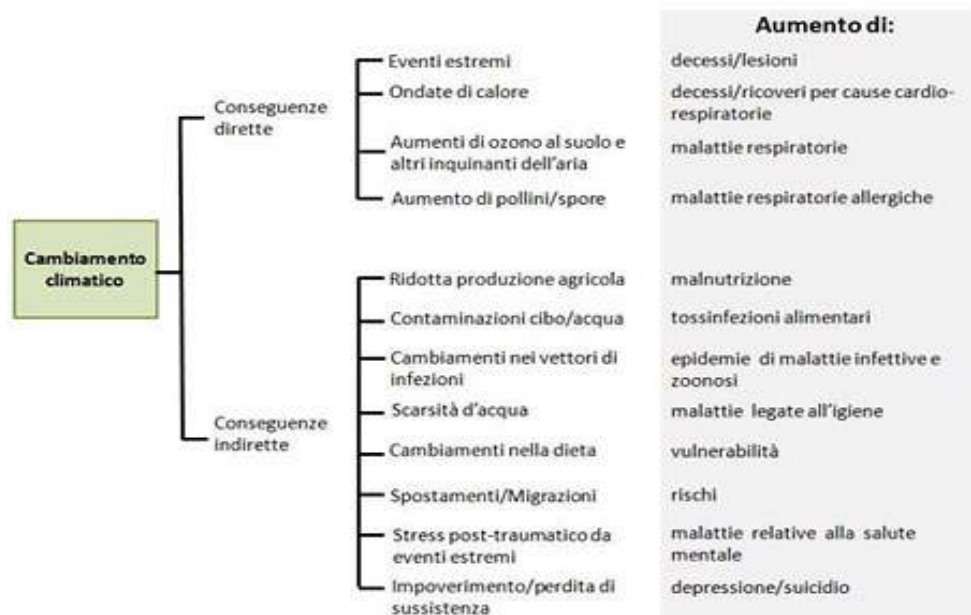 Aumento di:
Cambiamento
climatico
Conseguenze
dirette
Eventi estremi
decessi/lesioni
Ondate di calore
decessi/ricoveri per cause cardio-
respiratorie
Aumenti di ozono al suolo e
altri inquinanti dell'aria
malattie respiratorie
Aumento di pollini/spore
malattie respiratorie allergiche
Conseguenze
indirette
Ridotta produzione agricola
malnutrizione
Contaminazioni cibo/acqua
tossinfezioni alimentari
Cambiamenti nei vettori di
infezioni
epidemie di malattie infettive e
zoonosi
Scarsità d'acqua
malattie legate all'igiene
Cambiamenti nella dieta
vulnerabilità
Spostamenti/Migrazioni
rischi
Stress post-traumatico da
eventi estremi
malattie relative alla salute
mentale
Impoverimento/perdita di
sussistenza
depressione/suicidio